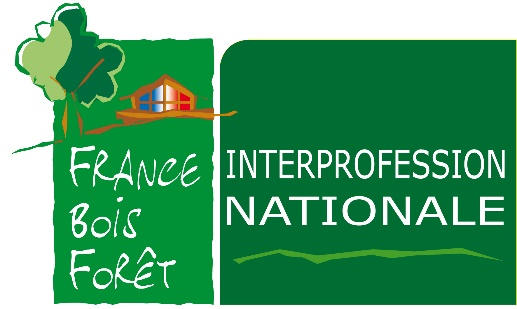 FRANCE
BOIS
FORÊT
INTERPROFESSION
NATIONALE